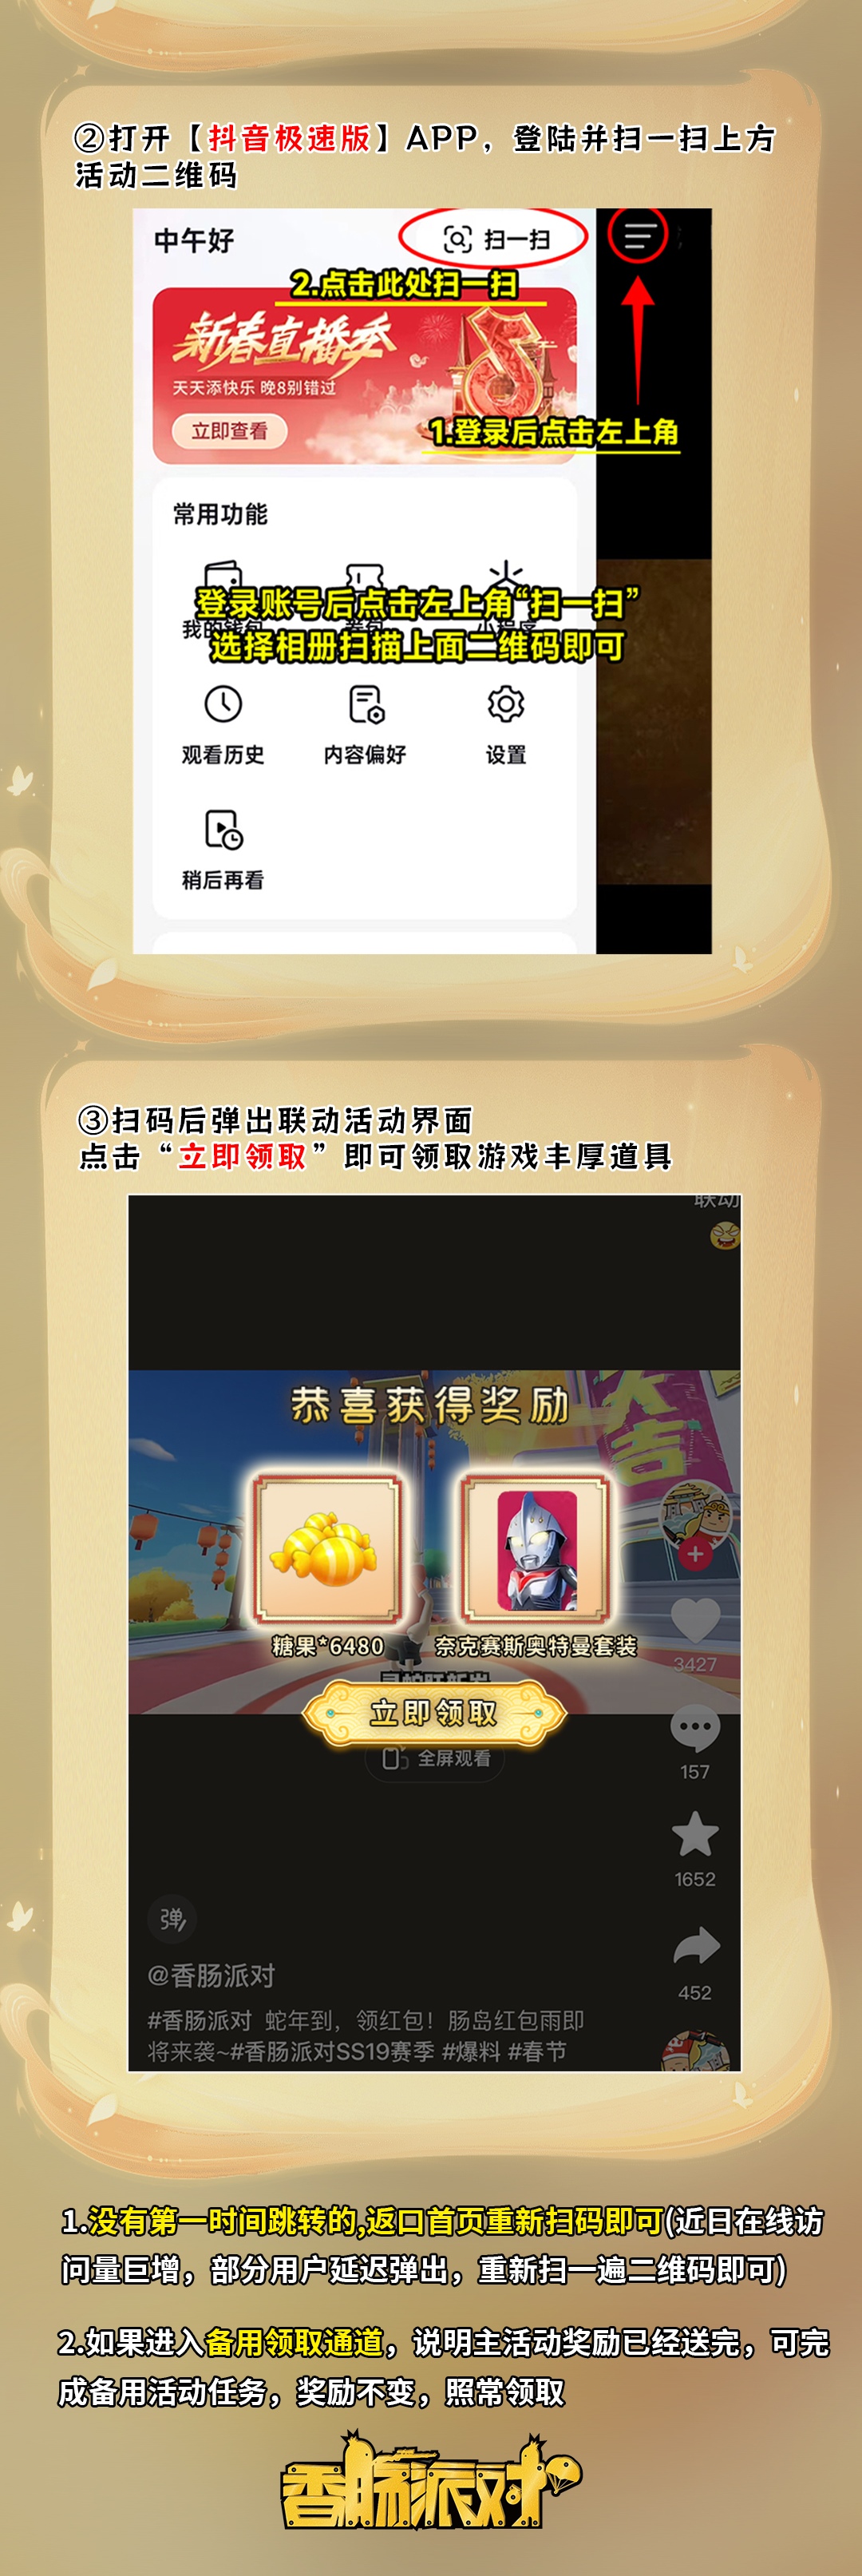 ②打开【抖音极速版】APP，登陆并扫一扫上方
活动二维码
中午好
扫一扫
2.点击此处扫一扫
新春直播季
天天添快乐 晚8别错过
立即查看
1.登录后点击左上角
常用功能
登录账号后点击左上角“扫一扫”
我的钱包
卷包
小程序
选择相册扫描上面二维码即可
观看历史
内容偏好
设置
稍后再看
③扫码后弹出联动活动界面
点击“立即领取”即可领取游戏丰厚道具
联动
恭喜获得奖励
大吉
糖果*6480
奈克赛斯奥特曼套装
3427
立即领取
全屏观看
157
1652
弹
452
@香肠派对
#香肠派对 蛇年到，领红包！肠岛红包雨即
将来袭~#香肠派对SS19赛季 #爆料 #春节
1.没有第一时间跳转的,返口首页重新扫码即可(近日在线访
问量巨增，部分用户延迟弹出，重新扫一遍二维码即可)
2.如果进入备用领取通道，说明主活动奖励已经送完，可完
成备用活动任务，奖励不变，照常领取
香肠派对